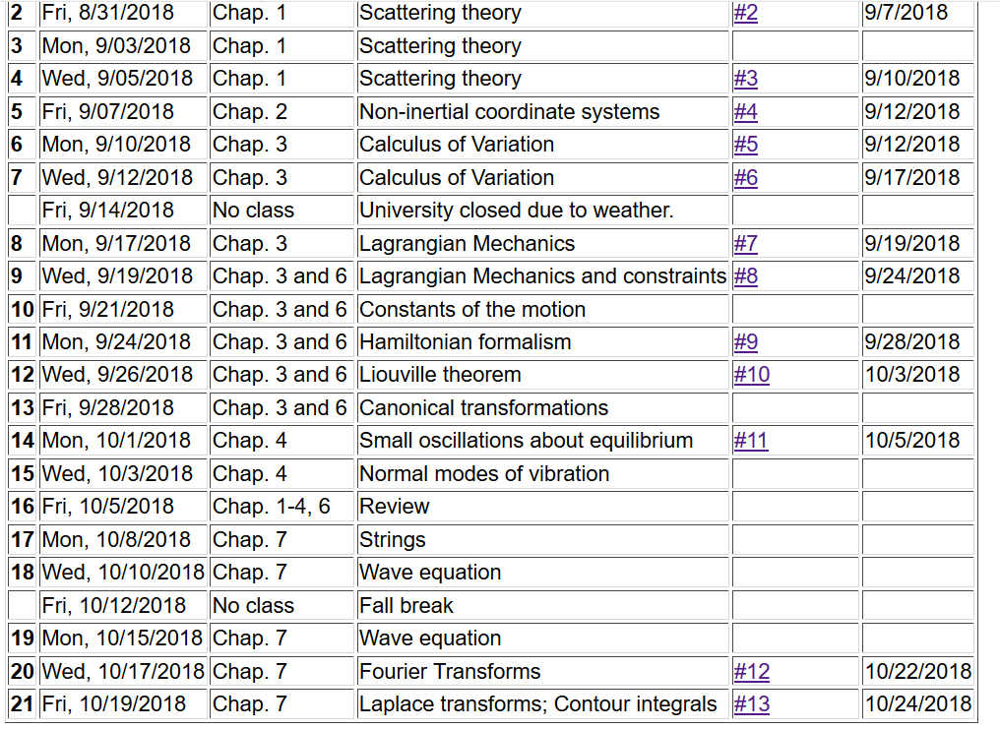 2 Fri, 8/31/2018 Chap. 1 Scattering theory #2 9/7/2018
3 Mon, 9/03/2018 Chap. 1 Scattering theory
4 Wed, 9/05/2018 Chap. 1 Scattering theory #3 9/10/2018
5 Fri, 9/07/2018 Chap. 2 Non-inertial coordinate systems #4 9/12/2018
6 Mon, 9/10/2018 Chap. 3 Calculus of Variation #5 9/12/2018
7 Wed, 9/12/2018 Chap. 3 Calculus of Variation #6 9/17/2018
Fri, 9/14/2018 No class University closed due to weather.
8 Mon, 9/17/2018 Chap. 3 Lagrangian Mechanics #7 9/19/2018
9 Wed, 9/19/2018 Chap. 3 and 6 Lagrangian Mechanics and constraints #8 9/24/2018
10 Fri, 9/21/2018 Chap. 3 and 6 Constants of the motion
11 Mon, 9/24/2018 Chap. 3 and 6 Hamiltonian formalism #9 9/28/2018
12 Wed, 9/26/2018 Chap. 3 and 6 Liouville theorem #10 10/3/2018
13 Fri, 9/28/2018 Chap. 3 and 6 Canonical transformations
14 Mon, 10/1/2018 Chap. 4 Small oscillations about equilibrium #11 10/5/2018
15 Wed, 10/3/2018 Chap. 4 Normal modes of vibration
16 Fri, 10/5/2018 Chap. 1-4, 6 Review
17 Mon, 10/8/2018 Chap. 7 Strings
18 Wed, 10/10/2018 Chap. 7 Wave equation
Fri, 10/12/2018 No class Fall break
19 Mon, 10/15/2018 Chap. 7 Wave equation
20 Wed, 10/17/2018 Chap. 7 Fourier Transforms #12 10/22/2018
21 Fri, 10/19/2018 Chap. 7 Laplace transforms; Contour integrals #13 10/24/2018